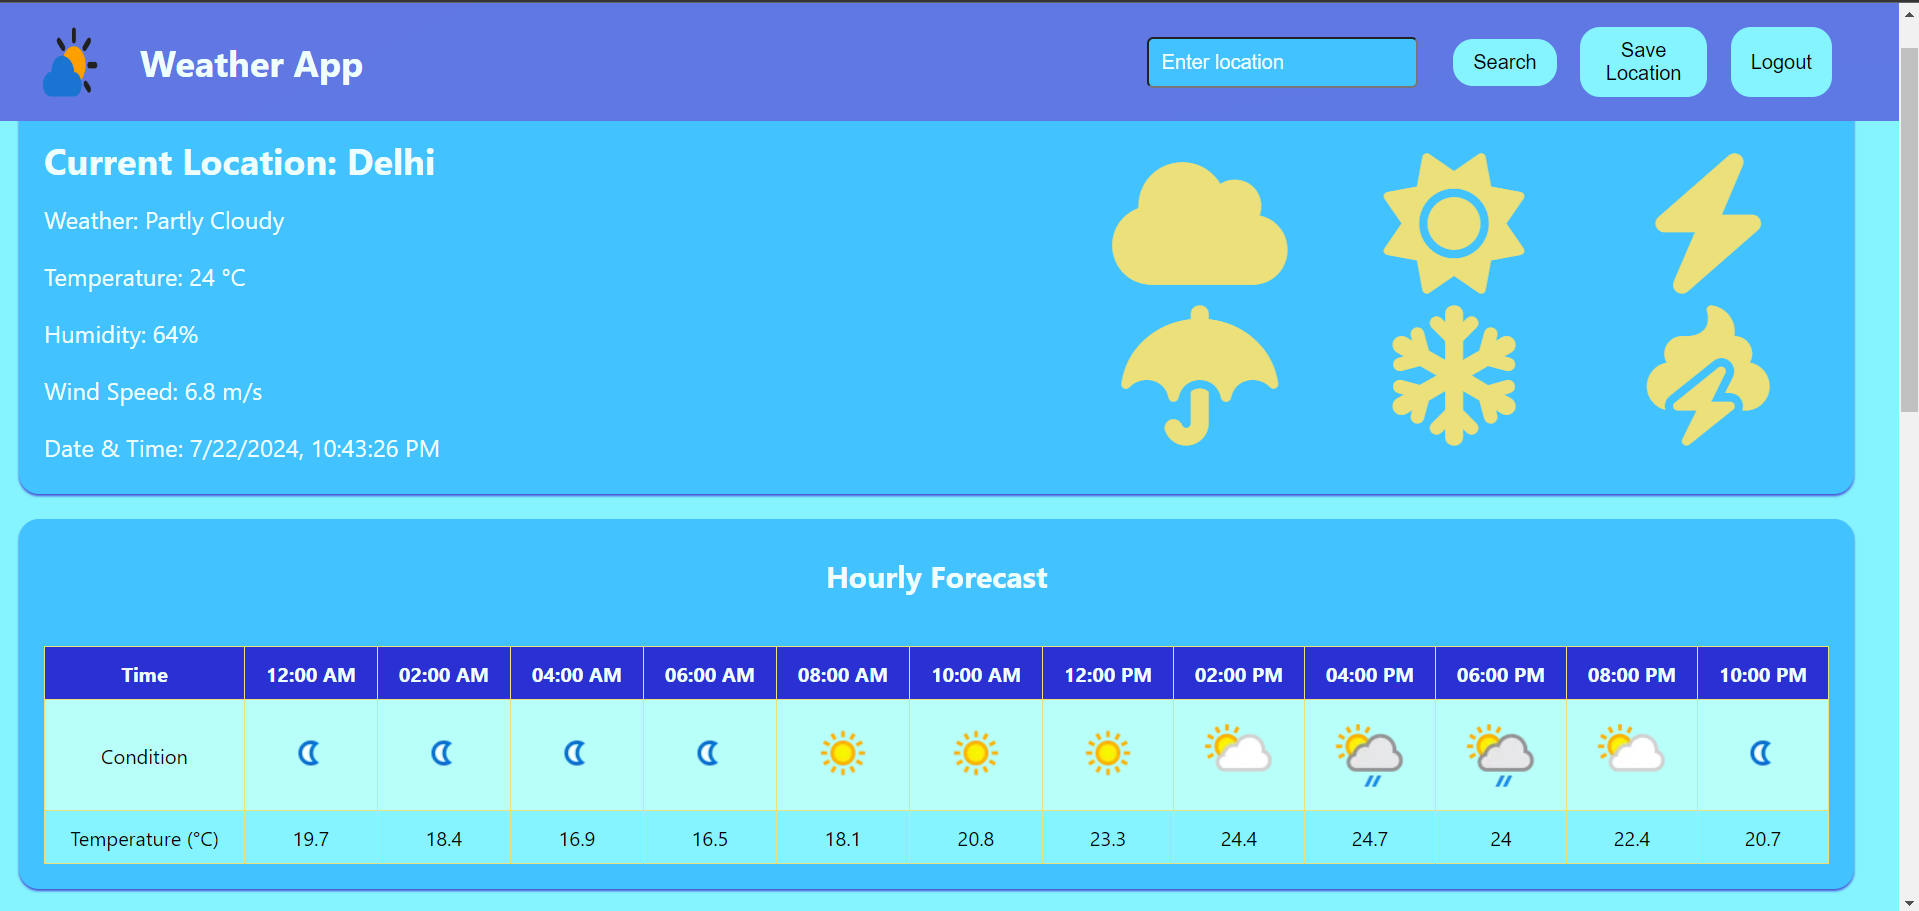 Weather App
Enter location
Search
Save
Location
Logout
Current Location: Delhi
Weather: Partly Cloudy
Temperature: 24 °C
Humidity: 64%
Wind Speed: 6.8 m/s
Date & Time: 7/22/2024, 10:43:26 PM
Hourly Forecast
Time 12:00 AM 02:00 AM 04:00 AM 06:00 AM 08:00 AM 10:00 AM 12:00 PM 02:00 PM 04:00 PM 06:00 PM 08:00 PM 10:00 PM
Condition
Temperature (°C) 19.7 18.4 16.9 16.5 18.1 20.8 23.3 24.4 24.7 24 22.4 20.7